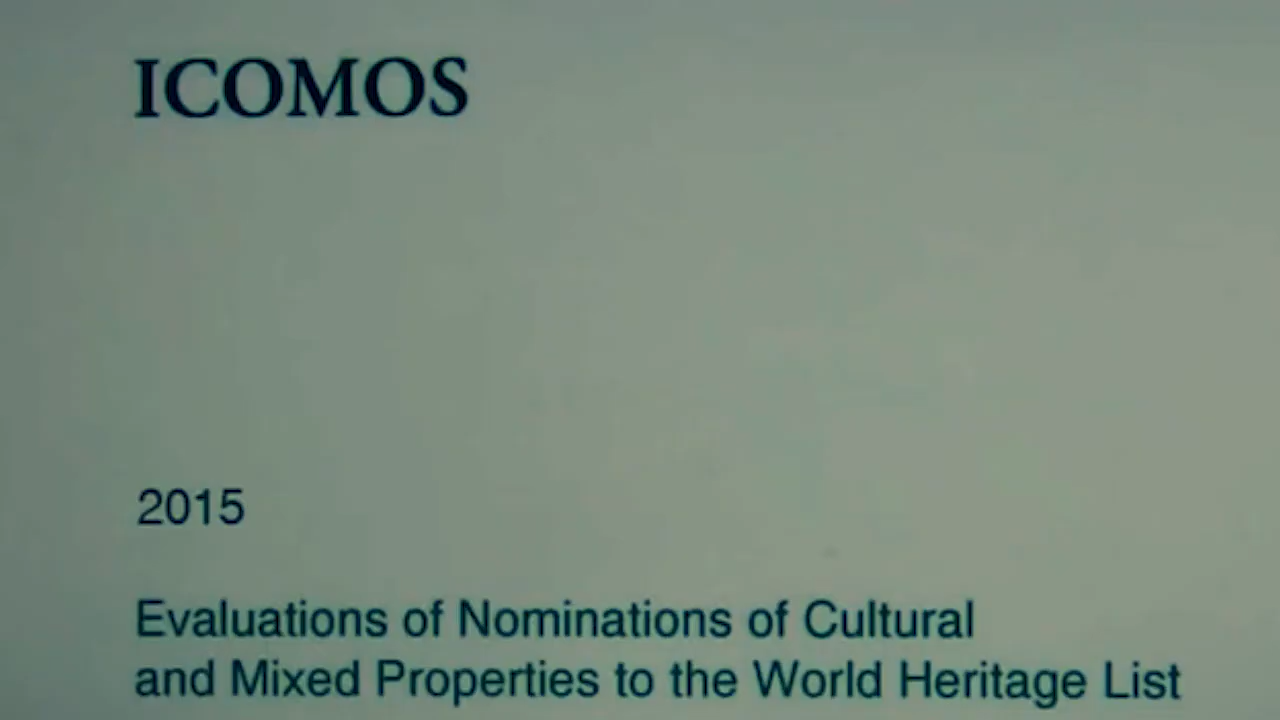 ICOMOS
2015
Evaluations of Nominations of Cultural
and Mixed Properties to the World Heritage List